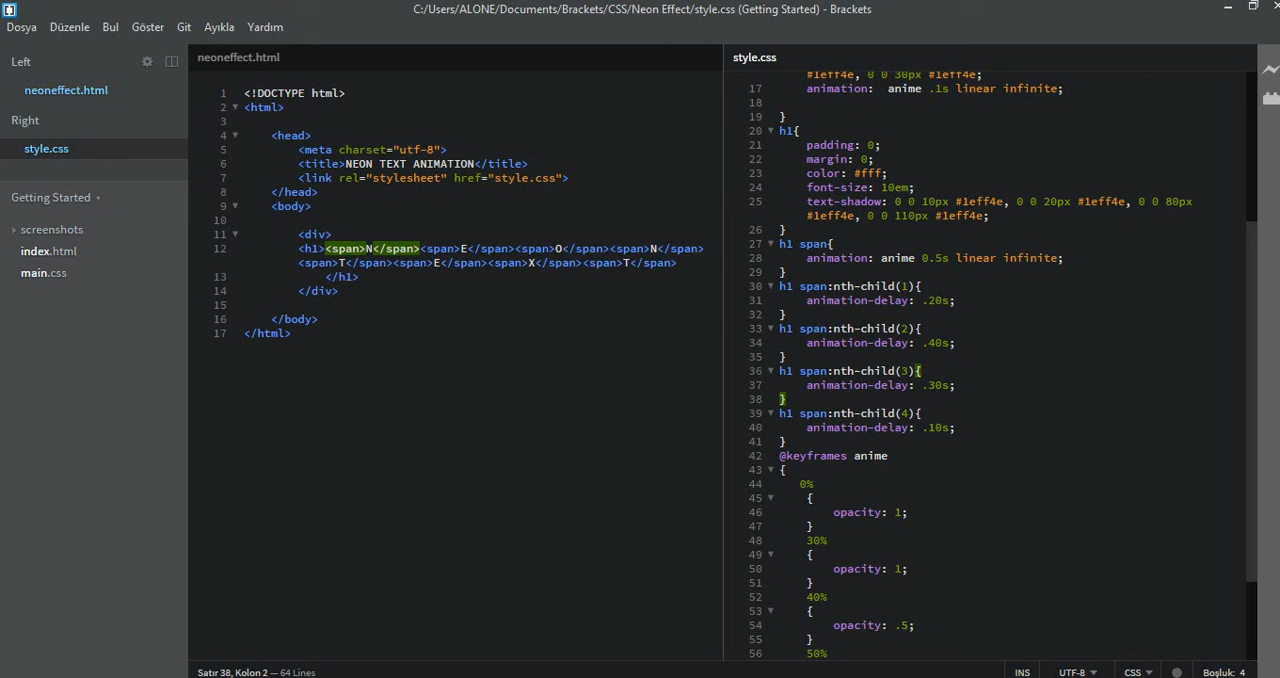 C:/Users/ALONE/Documents/Brackets/CSS/Neon Effect/style.css (Getting Started) - Brackets
Dosya Düzenle Bul Göster Git Ayıkla Yardım
Left
neoneffect.html
Right
style.css
Getting Started
screenshots
index.html
main.css
neoneffect.html
1 <!DOCTYPE html>
2 <html>
3
4 <head>
5 <meta charset="utf-8">
6 <title>NEON TEXT ANIMATION</title>
7 <link rel="stylesheet" href="style.css">
8 </head>
9 <body>
10
11 <div>
12 <h1><span>N</span><span>E</span><span>O</span><span>N</span>
<span>T</span><span>E</span><span>X</span><span>T</span>
13 </h1>
14 </div>
15
16 </body>
17 </html>
style.css
#1eff4e, 0 0 30px #1eff4e;
17 animation:  anime .1s linear infinite;
18
19 }
20 h1{
21 padding: 0;
22 margin: 0;
23 color: #fff;
24 font-size: 10em;
25 text-shadow: 0 0 10px #1eff4e, 0 0 20px #1eff4e, 0 0 80px
#1eff4e, 0 0 110px #1eff4e;
26 }
27 h1 span{
28 animation: anime 0.5s linear infinite;
29 }
30 h1 span:nth-child(1){
31 animation-delay: .20s;
32 }
33 h1 span:nth-child(2){
34 animation-delay: .40s;
35 }
36 h1 span:nth-child(3){
37 animation-delay: .30s;
38 }
39 h1 span:nth-child(4){
40 animation-delay: .10s;
41 }
42 @keyframes anime
43 {
44 0%
45 {
46 opacity: 1;
47 }
48 30%
49 {
50 opacity: 1;
51 }
52 40%
53 {
54 opacity: .5;
55 }
56 50%
Satır 38, Kolon 2 — 64 Lines
INS UTF-8 CSS Boşluk: 4